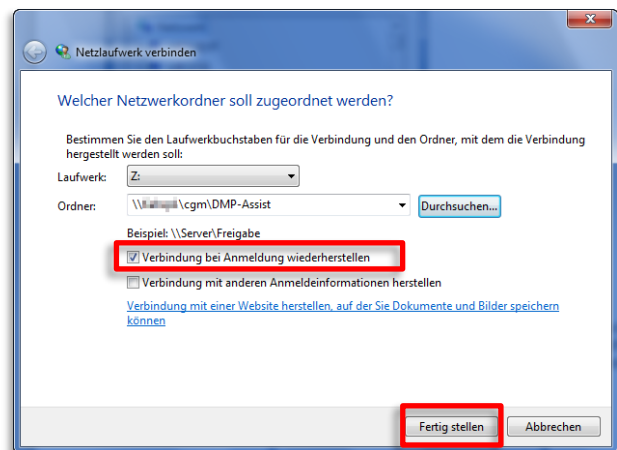 Netzlaufwerk verbinden
Welcher Netzwerkordner soll zugeordnet werden?
Bestimmen Sie den Laufwerkbuchstaben für die Verbindung und den Ordner, mit dem die Verbindung
hergestellt werden soll:
Laufwerk: Z:
Ordner: \\ \cgm\DMP-Assist Durchsuchen...
Beispiel: \\Server\Freigabe
Verbindung bei Anmeldung wiederherstellen
Verbindung mit anderen Anmeldeinformationen herstellen
Verbindung mit einer Website herstellen, auf der Sie Dokumente und Bilder speichern
können
Fertig stellen Abbrechen